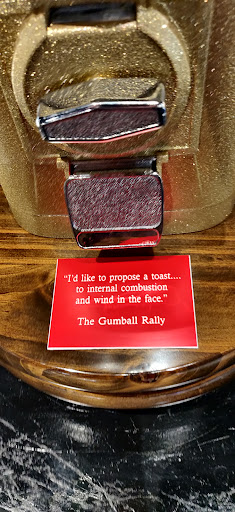 "I'd like to propose a toast....
to internal combustion
and wind in the face."
The Gumball Rally